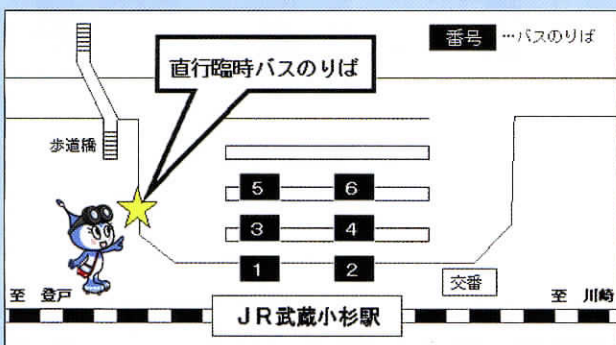 番号 …バスのりば
直行臨時バスのりば
歩道橋
5 6
3 4
1 2
交番
至 登戸
至 川崎
JR武蔵小杉駅